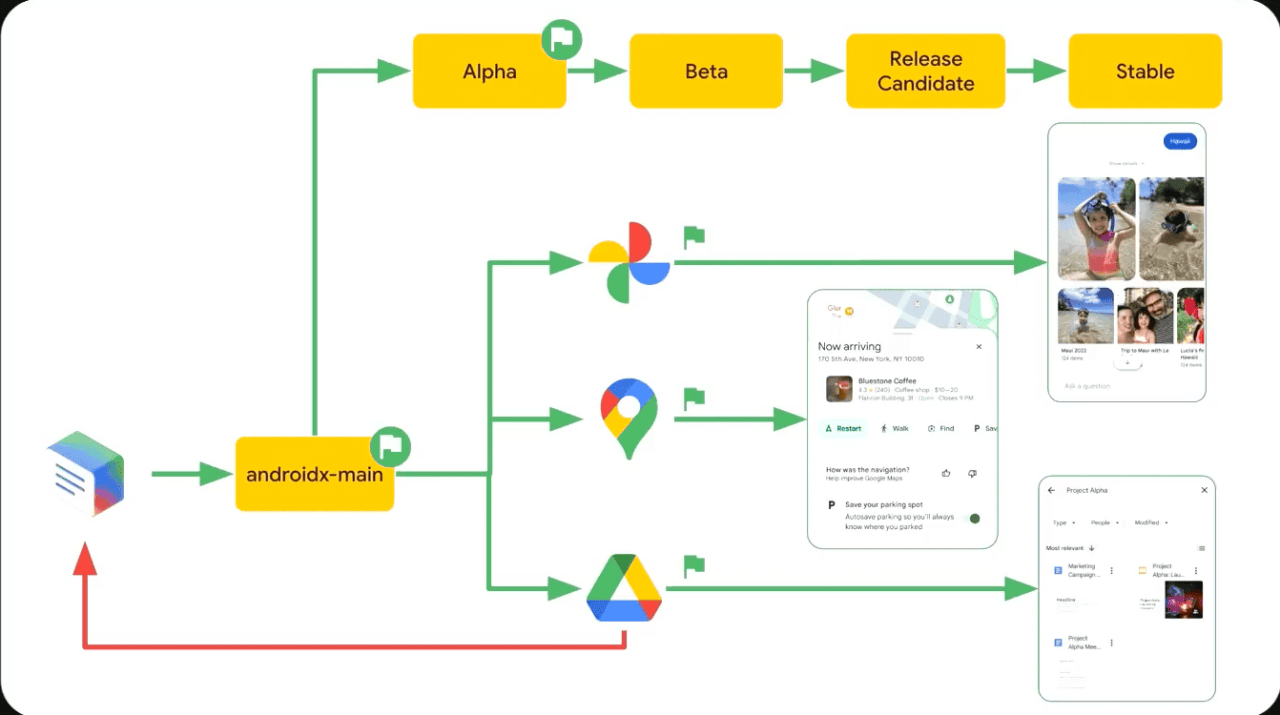 Alpha
Beta
Release
Candidate
Stable
androidx-main
Hawaii
Show details
Maui 2022
124 items
Trip to Maui with Le
Lucia's
Hawaii
Ask a question
Now arriving
170 5th Ave, New York, NY 10010
Bluestone Coffee
4.3 ★ (240) · Coffee shop · $10–20
Flatiron Building, 3f · Open · Closes 9 PM
Restart
Walk
Find
P Sav
How was the navigation?
Help improve Google Maps
P Save your parking spot
Autosave parking so you'll always
know where you parked
Project Alpha
Type
People
Modified
Most relevant
Marketing
Campaign ...
Project
Alpha: Lau...
Headline
Project
Alpha Mee...